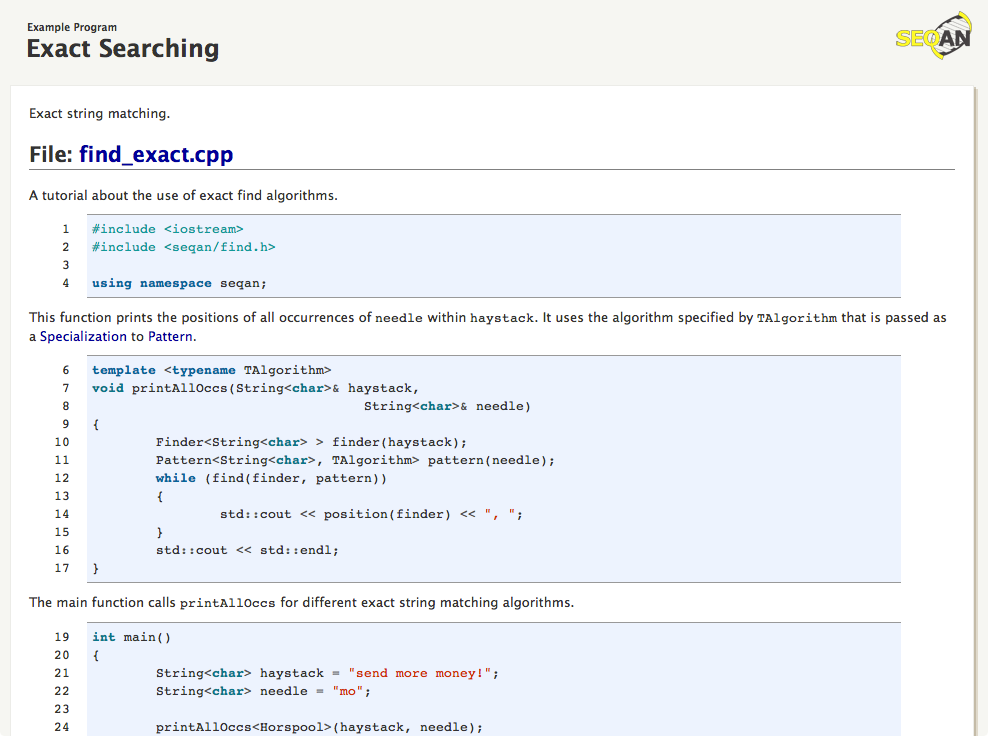 Example Program
Exact Searching
SEQAN
Exact string matching.
File: find_exact.cpp
A tutorial about the use of exact find algorithms.
1 #include <iostream>
2 #include <seqan/find.h>
3
4 using namespace seqan;
This function prints the positions of all occurrences of needle within haystack. It uses the algorithm specified by TAlgorithm that is passed as
a Specialization to Pattern.
6 template <typename TAlgorithm>
7 void printAllOccs(String<char>& haystack,
8 String<char>& needle)
9 {
10 Finder<String<char> > finder(haystack);
11 Pattern<String<char>, TAlgorithm> pattern(needle);
12 while (find(finder, pattern))
13 {
14 std::cout << position(finder) << ", ";
15 }
16 std::cout << std::endl;
17 }
The main function calls printAllOccs for different exact string matching algorithms.
19 int main()
20 {
21 String<char> haystack = "send more money!";
22 String<char> needle = "mo";
23
24 printAllOccs<Horspool>(haystack, needle);